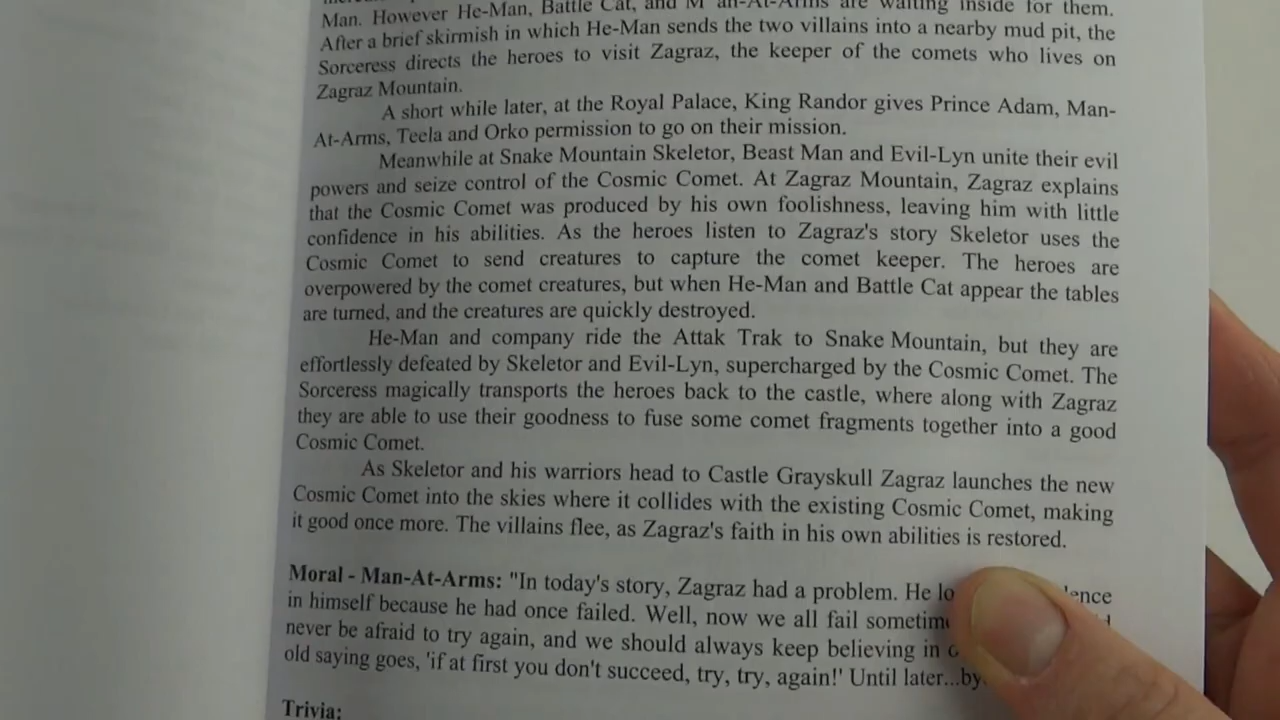 Man. However He-Man, Battle Cat, and M an-At-Arms are waiting inside for them.
After a brief skirmish in which He-Man sends the two villains into a nearby mud pit, the
Sorceress directs the heroes to visit Zagraz, the keeper of the comets who lives on
Zagraz Mountain.
A short while later, at the Royal Palace, King Randor gives Prince Adam, Man-
At-Arms, Teela and Orko permission to go on their mission.
Meanwhile at Snake Mountain Skeletor, Beast Man and Evil-Lyn unite their evil
powers and seize control of the Cosmic Comet. At Zagraz Mountain, Zagraz explains
that the Cosmic Comet was produced by his own foolishness, leaving him with little
confidence in his abilities. As the heroes listen to Zagraz's story Skeletor uses the
Cosmic Comet to send creatures to capture the comet keeper. The heroes are
overpowered by the comet creatures, but when He-Man and Battle Cat appear the tables
are turned, and the creatures are quickly destroyed.
He-Man and company ride the Attak Trak to Snake Mountain, but they are
effortlessly defeated by Skeletor and Evil-Lyn, supercharged by the Cosmic Comet. The
Sorceress magically transports the heroes back to the castle, where along with Zagraz
they are able to use their goodness to fuse some comet fragments together into a good
Cosmic Comet.
As Skeletor and his warriors head to Castle Grayskull Zagraz launches the new
Cosmic Comet into the skies where it collides with the existing Cosmic Comet, making
it good once more. The villains flee, as Zagraz's faith in his own abilities is restored.
Moral - Man-At-Arms: "In today's story, Zagraz had a problem. He
in himself because he had once failed. Well, now we all fail
never be afraid to try again, and we should always keep believing in
old saying goes, 'if at first you don't succeed, try, try, again!' Until later...
Trivia: